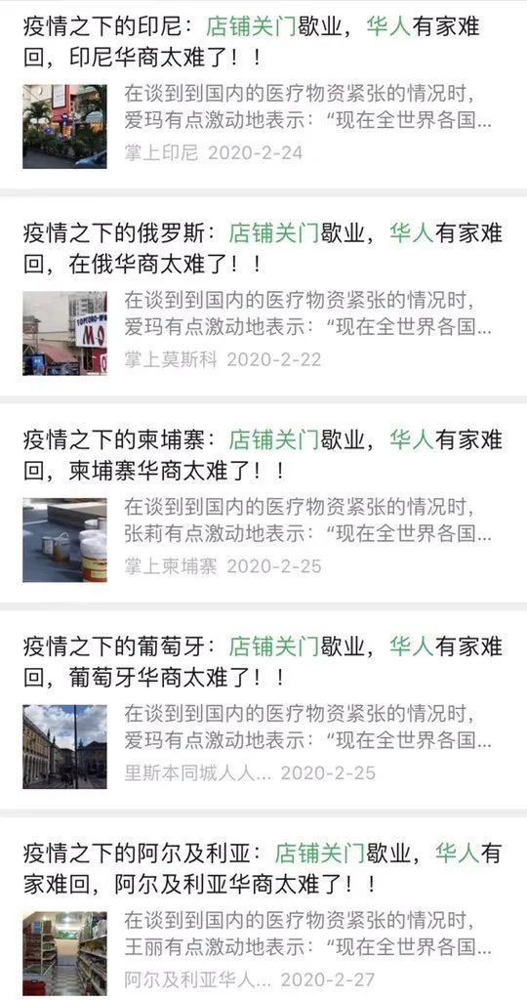 疫情之下的印尼：店铺关门歇业，华人有家难
回，印尼华商太难了！！
在谈到到国内的医疗物资紧张的情况时，
爱玛有点激动地表示：“现在全世界各国...
掌上印尼 2020-2-24
疫情之下的俄罗斯：店铺关门歇业，华人有家难
回，在俄华商太难了！！
在谈到到国内的医疗物资紧张的情况时，
爱玛有点激动地表示：“现在全世界各国...
掌上莫斯科 2020-2-22
疫情之下的柬埔寨：店铺关门歇业，华人有家难
回，柬埔寨华商太难了！！
在谈到到国内的医疗物资紧张的情况时，
张莉有点激动地表示：“现在全世界各国...
掌上柬埔寨 2020-2-25
疫情之下的葡萄牙：店铺关门歇业，华人有家难
回，葡萄牙华商太难了！！
在谈到到国内的医疗物资紧张的情况时，
爱玛有点激动地表示：“现在全世界各国...
里斯本同城人人... 2020-2-25
疫情之下的阿尔及利亚：店铺关门歇业，华人有
家难回，阿尔及利亚华商太难了！！
在谈到到国内的医疗物资紧张的情况时，
王丽有点激动地表示：“现在全世界各国...
阿尔及利亚华人... 2020-2-27